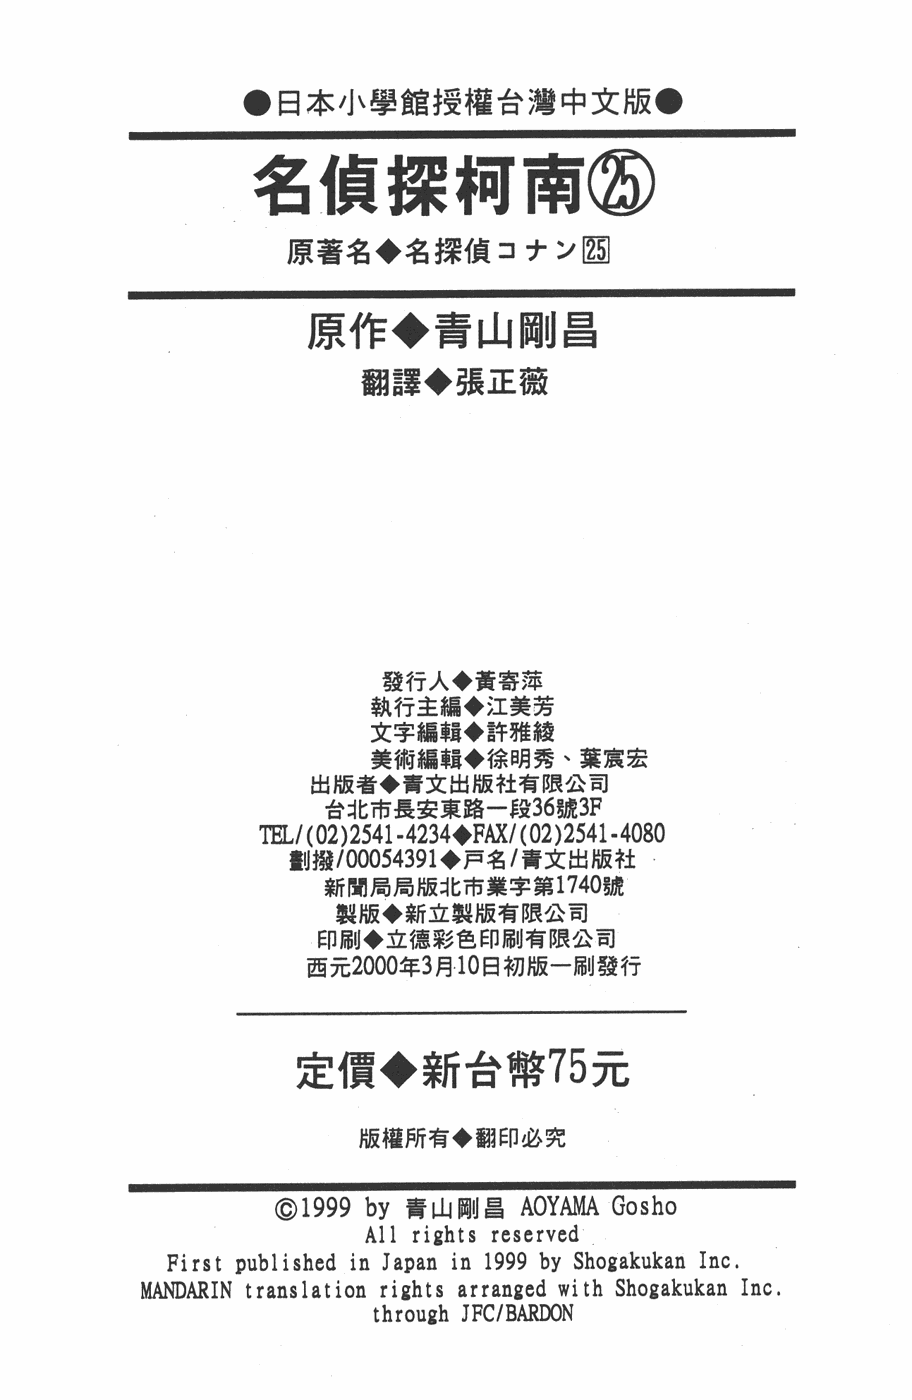 ●日本小學館授權台灣中文版●
名偵探柯南㉕
原著名◆名探偵コナン25
原作◆青山剛昌
翻譯◆張正薇
發行人◆黃寄萍
執行主編◆江美芳
文字編輯◆許雅綾
美術編輯◆徐明秀、葉宸宏
出版者◆青文出版社有限公司
台北市長安東路一段36號3F
TEL/(02)2541-4234◆FAX/(02)2541-4080
劃撥/00054391◆戶名/青文出版社
新聞局局版北市業字第1740號
製版◆新立製版有限公司
印刷◆立德彩色印刷有限公司
西元2000年3月10日初版一刷發行
定價◆新台幣75元
版權所有◆翻印必究
©1999 by 青山剛昌 AOYAMA Gosho
All rights reserved
First published in Japan in 1999 by Shogakukan Inc.
MANDARIN translation rights arranged with Shogakukan Inc.
through JFC/BARDON